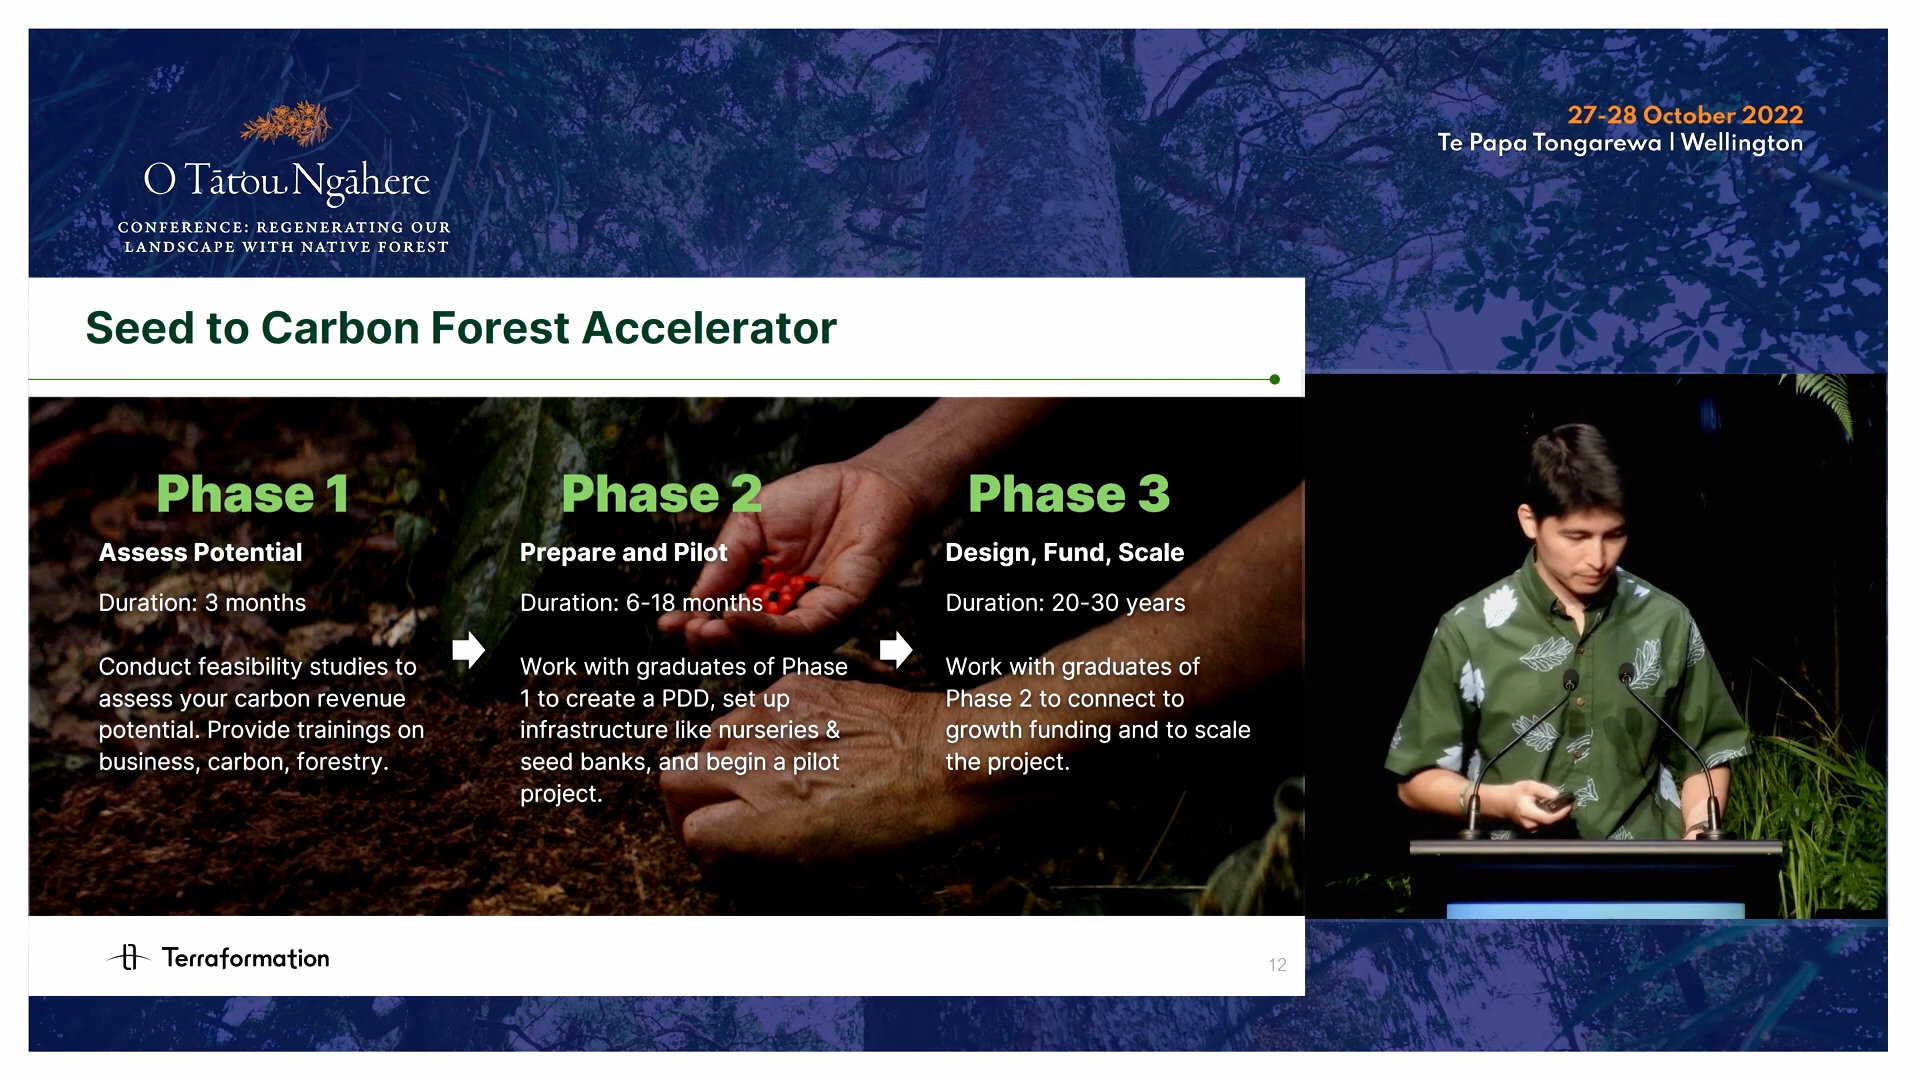 O Tātou Ngāhere
CONFERENCE: REGENERATING OUR
LANDSCAPE WITH NATIVE FOREST
27-28 October 2022
Te Papa Tongarewa | Wellington
Seed to Carbon Forest Accelerator
Phase 1
Assess Potential
Duration: 3 months
Conduct feasibility studies to
assess your carbon revenue
potential. Provide trainings on
business, carbon, forestry.
Phase 2
Prepare and Pilot
Duration: 6-18 months
Work with graduates of Phase
1 to create a PDD, set up
infrastructure like nurseries &
seed banks, and begin a pilot
project.
Phase 3
Design, Fund, Scale
Duration: 20-30 years
Work with graduates of
Phase 2 to connect to
growth funding and to scale
the project.
Terraformation
12